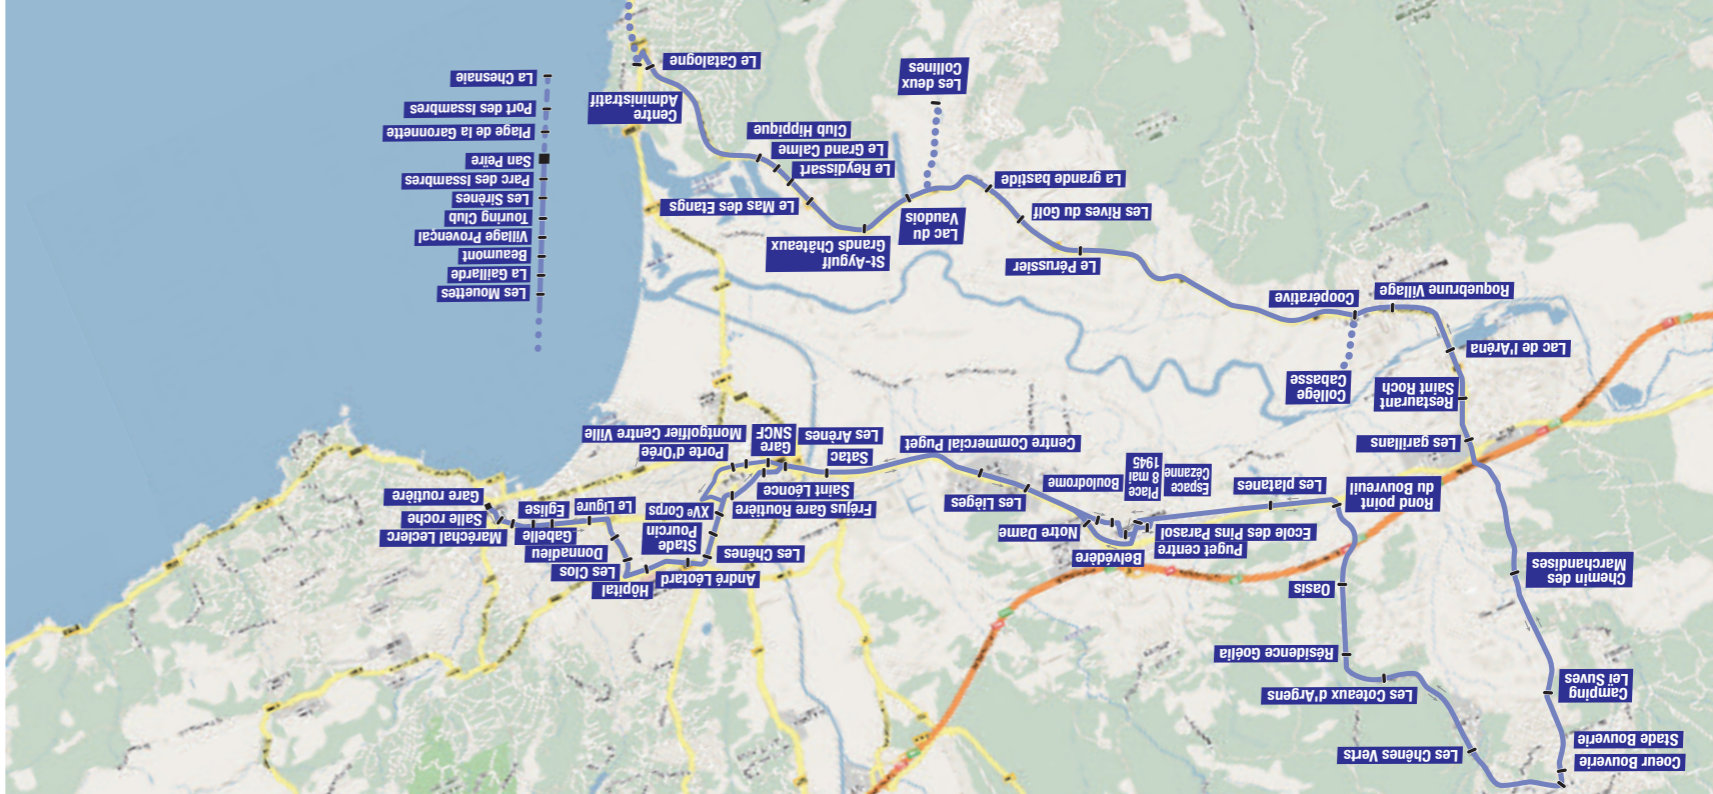 Coeur Bouverie
Stade Bouverie
Les Chênes Verts
Camping
Leï Suves
Les Coteaux d'Argens
Résidence Goélia
Chemin des
Marchandises
Oasis
Hôpital
André Léotard
Les Clos
Les Chênes
Donnadieu
Belvédère
Puget centre
Ecole des Pins Parasol
Stade
Pourcin
Gabelle
Maréchal Leclerc
Notre Dame
Salle roche
XVe Corps
Fréjus Gare Routière
Eglise
Le Ligure
Les Lièges
Rond point
du Bouvreuil
Gare routière
Saint Léonce
Les platanes
Place
8 mai
1945
Espace
Cézanne
Boulodrome
Satac
Porte d'Orée
Gare
SNCF
Centre Commercial Puget
Les Arènes
Montgolfier Centre Ville
Les garillans
Restaurant
Saint Roch
Collège
Cabasse
Lac de l'Aréna
Coopérative
Roquebrune Village
Les Mouettes
La Gaillarde
Le Pérussier
St-Aygulf
Grands Châteaux
Beaumont
Village Provençal
Lac du
Vaudois
Touring Club
Les Rives du Golf
Le Mas des Etangs
Les Sirènes
Parc des Issambres
La grande bastide
Le Reydissart
San Peïre
Le Grand Calme
Club Hippique
Plage de la Garonnette
Port des Issambres
Centre
Administratif
Les deux
Collines
La Chesnaie
Le Catalogne